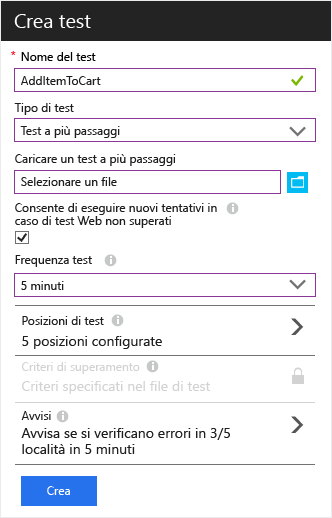 Crea test
* Nome del test
AddItemToCart
Tipo di test
Test a più passaggi
Caricare un test a più passaggi
Selezionare un file
Consente di eseguire nuovi tentativi in
caso di test Web non superati
Frequenza test
5 minuti
Posizioni di test
5 posizioni configurate
Criteri di superamento
Criteri specificati nel file di test
Avvisi
Avvisa se si verificano errori in 3/5
località in 5 minuti
Crea